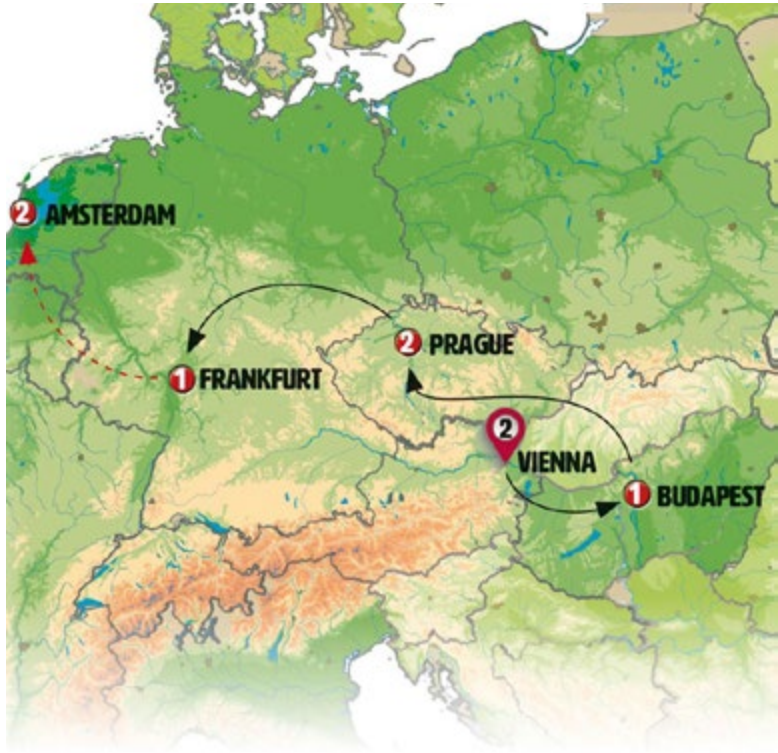 2 AMSTERDAM
2 PRAGUE
1 FRANKFURT
2
VIENNA
1 BUDAPEST